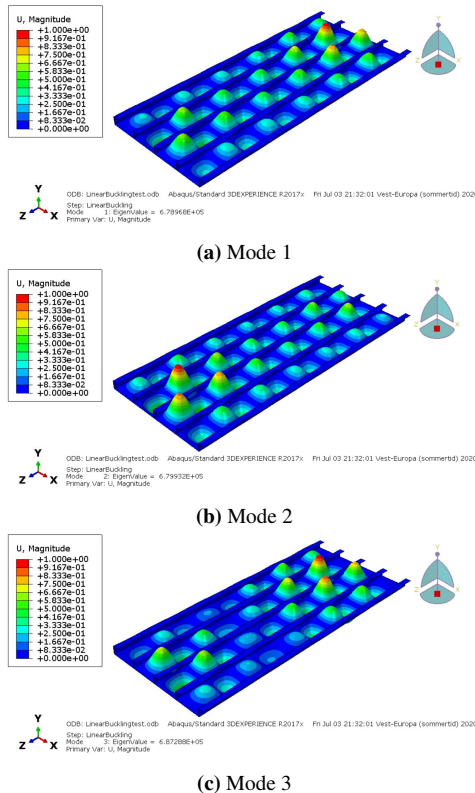 U, Magnitude
+1.000e+00
+9.167e-01
+8.333e-01
+7.500e-01
+6.667e-01
+5.833e-01
+5.000e-01
+4.167e-01
+3.333e-01
+2.500e-01
+1.667e-01
+8.333e-02
+0.000e+00
Y
Z X
Y
Z X
ODB: LinearBucklingtest.odb Abaqus/Standard 3DEXPERIENCE R2017x Fri Jul 03 21:32:01 Vest-Europa (sommertid) 2020
Step: LinearBuckling
Mode 1: EigenValue = 6.78968E+05
Primary Var: U, Magnitude
(a) Mode 1
U, Magnitude
+1.000e+00
+9.167e-01
+8.333e-01
+7.500e-01
+6.667e-01
+5.833e-01
+5.000e-01
+4.167e-01
+3.333e-01
+2.500e-01
+1.667e-01
+8.333e-02
+0.000e+00
Y
Z X
Y
Z X
ODB: LinearBucklingtest.odb Abaqus/Standard 3DEXPERIENCE R2017x Fri Jul 03 21:32:01 Vest-Europa (sommertid) 2020
Step: LinearBuckling
Mode 2: EigenValue = 6.79932E+05
Primary Var: U, Magnitude
(b) Mode 2
U, Magnitude
+1.000e+00
+9.167e-01
+8.333e-01
+7.500e-01
+6.667e-01
+5.833e-01
+5.000e-01
+4.167e-01
+3.333e-01
+2.500e-01
+1.667e-01
+8.333e-02
+0.000e+00
Y
Z X
Y
Z X
ODB: LinearBucklingtest.odb Abaqus/Standard 3DEXPERIENCE R2017x Fri Jul 03 21:32:01 Vest-Europa (sommertid) 2020
Step: LinearBuckling
Mode 3: EigenValue = 6.87288E+05
Primary Var: U, Magnitude
(c) Mode 3